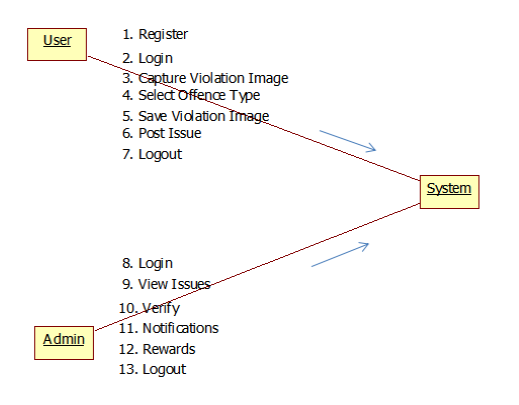 User
1. Register
2. Login
3. Capture Violation Image
4. Select Offence Type
5. Save Violation Image
6. Post Issue
7. Logout
System
8. Login
9. View Issues
10. Verify
11. Notifications
12. Rewards
13. Logout
Admin